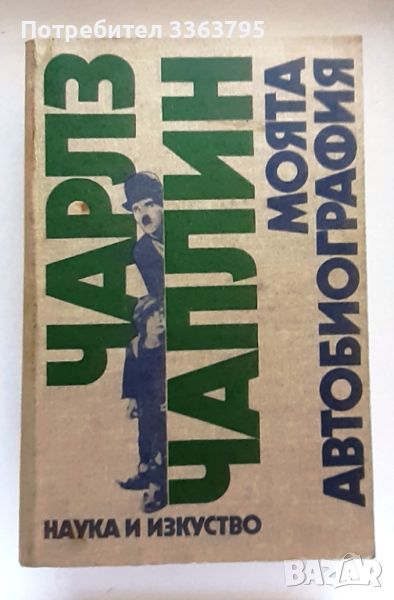 Потребител 3363795
ЧАРЛЗ
ЧАПЛИН
МОЯТА
АВТОБИОГРАФИЯ
НАУКА И ИЗКУСТВО
BAZAR